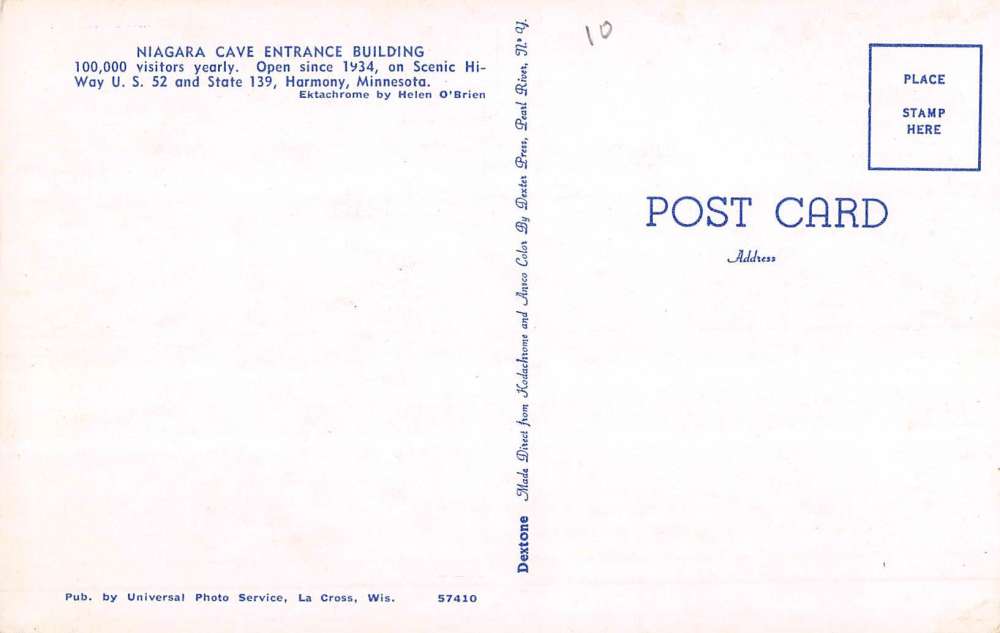 NIAGARA CAVE ENTRANCE BUILDING
100,000 visitors yearly. Open since 1934, on Scenic Hi-
Way U. S. 52 and State 139, Harmony, Minnesota.
Ektachrome by Helen O'Brien
Pub. by Universal Photo Service, La Cross, Wis. 57410
Dextone Made Direct from Kodachrome and Ansco Color By Dexter Press, Pearl River, N. Y.
10
PLACE
STAMP
HERE
POST CARD
Address